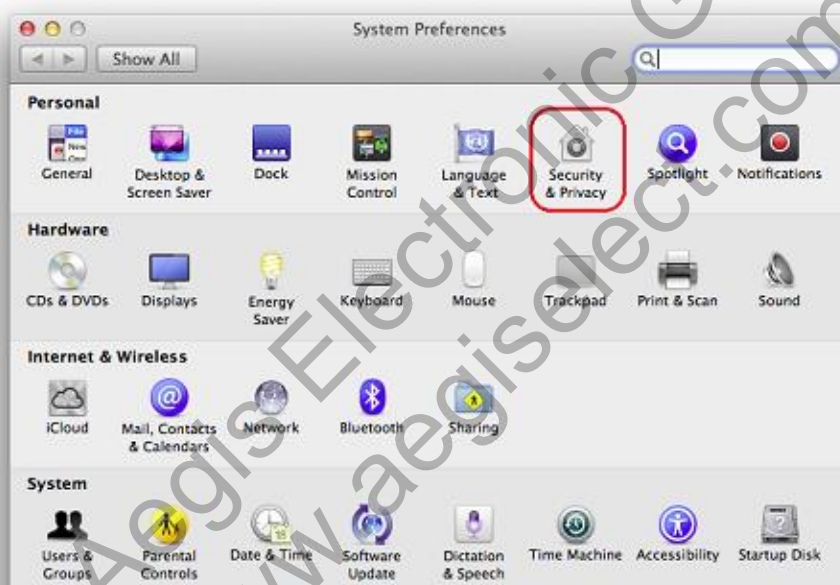 System Preferences
Show All
Personal
File
New
General
Desktop &
Screen Saver
Dock
Mission
Control
Language
& Text
Security
& Privacy
Spotlight
Notifications
Hardware
CDs & DVDs
Displays
Energy
Saver
Keyboard
Mouse
Trackpad
Print & Scan
Sound
Internet & Wireless
iCloud
Mail, Contacts
& Calendars
Network
Bluetooth
Sharing
System
Users &
Groups
Parental
Controls
18
Date & Time
Software
Update
Dictation
& Speech
Time Machine
Accessibility
Startup Disk
Aegis Electronic G
www.aegiselect.com